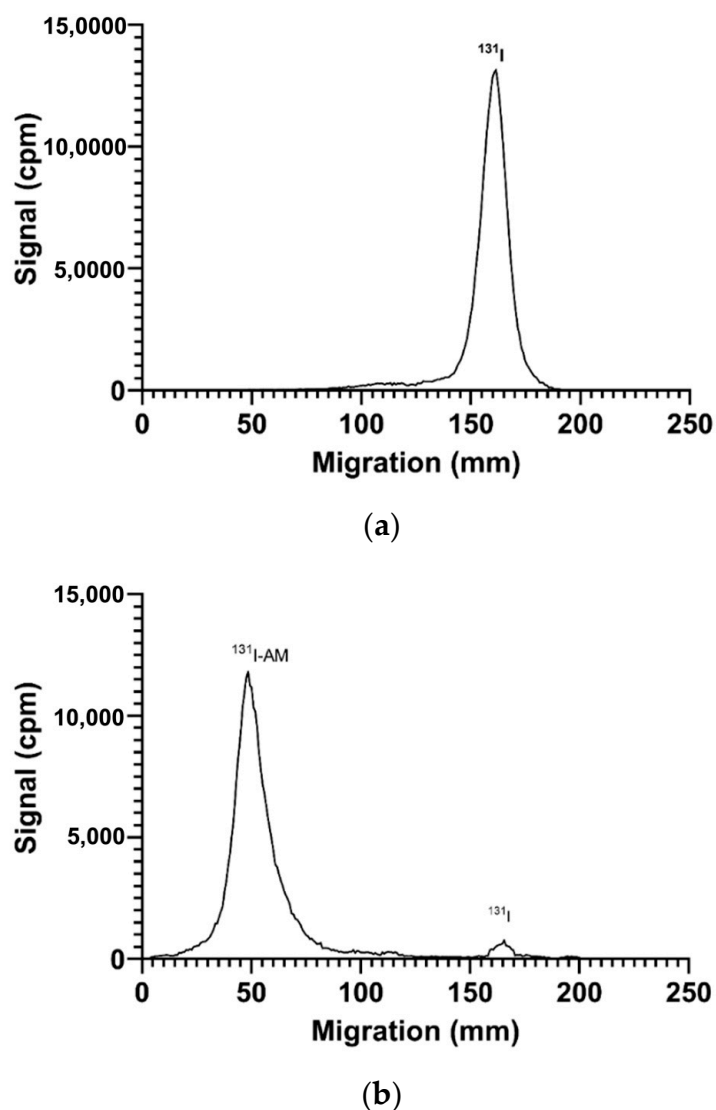 15,0000
¹³¹I
10,0000
Signal (cpm)
5,0000
0
0 50 100 150 200 250
Migration (mm)
(a)
15,000
¹³¹I-AM
10,000
Signal (cpm)
5,000
¹³¹I
0
0 50 100 150 200 250
Migration (mm)
(b)